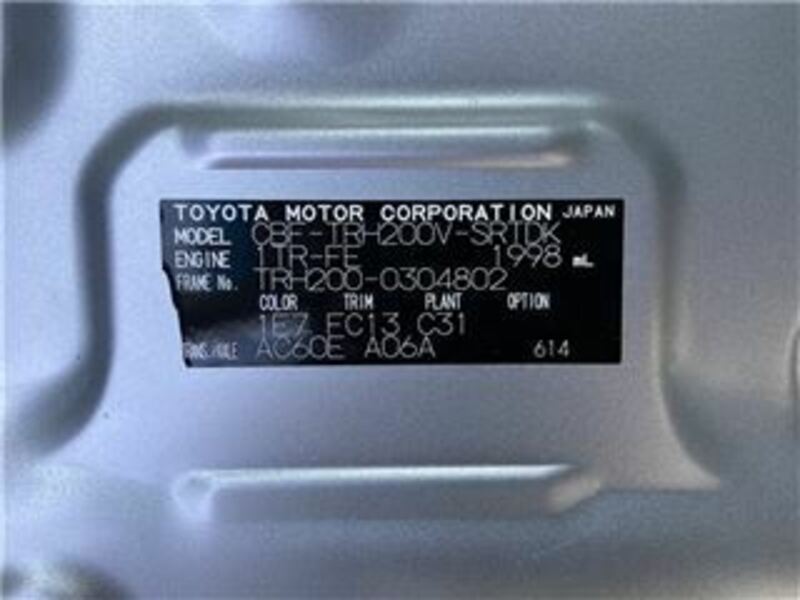 TOYOTA MOTOR CORPORATION JAPAN
MODEL CBF-TRH200V-SRTDK
ENGINE 1TR-FE 1998 mL
FRAME No. TRH200-0304802
COLOR TRIM PLANT OPTION
1E7 FC13 C31
TRNS./AXLE AC60E A06A 614